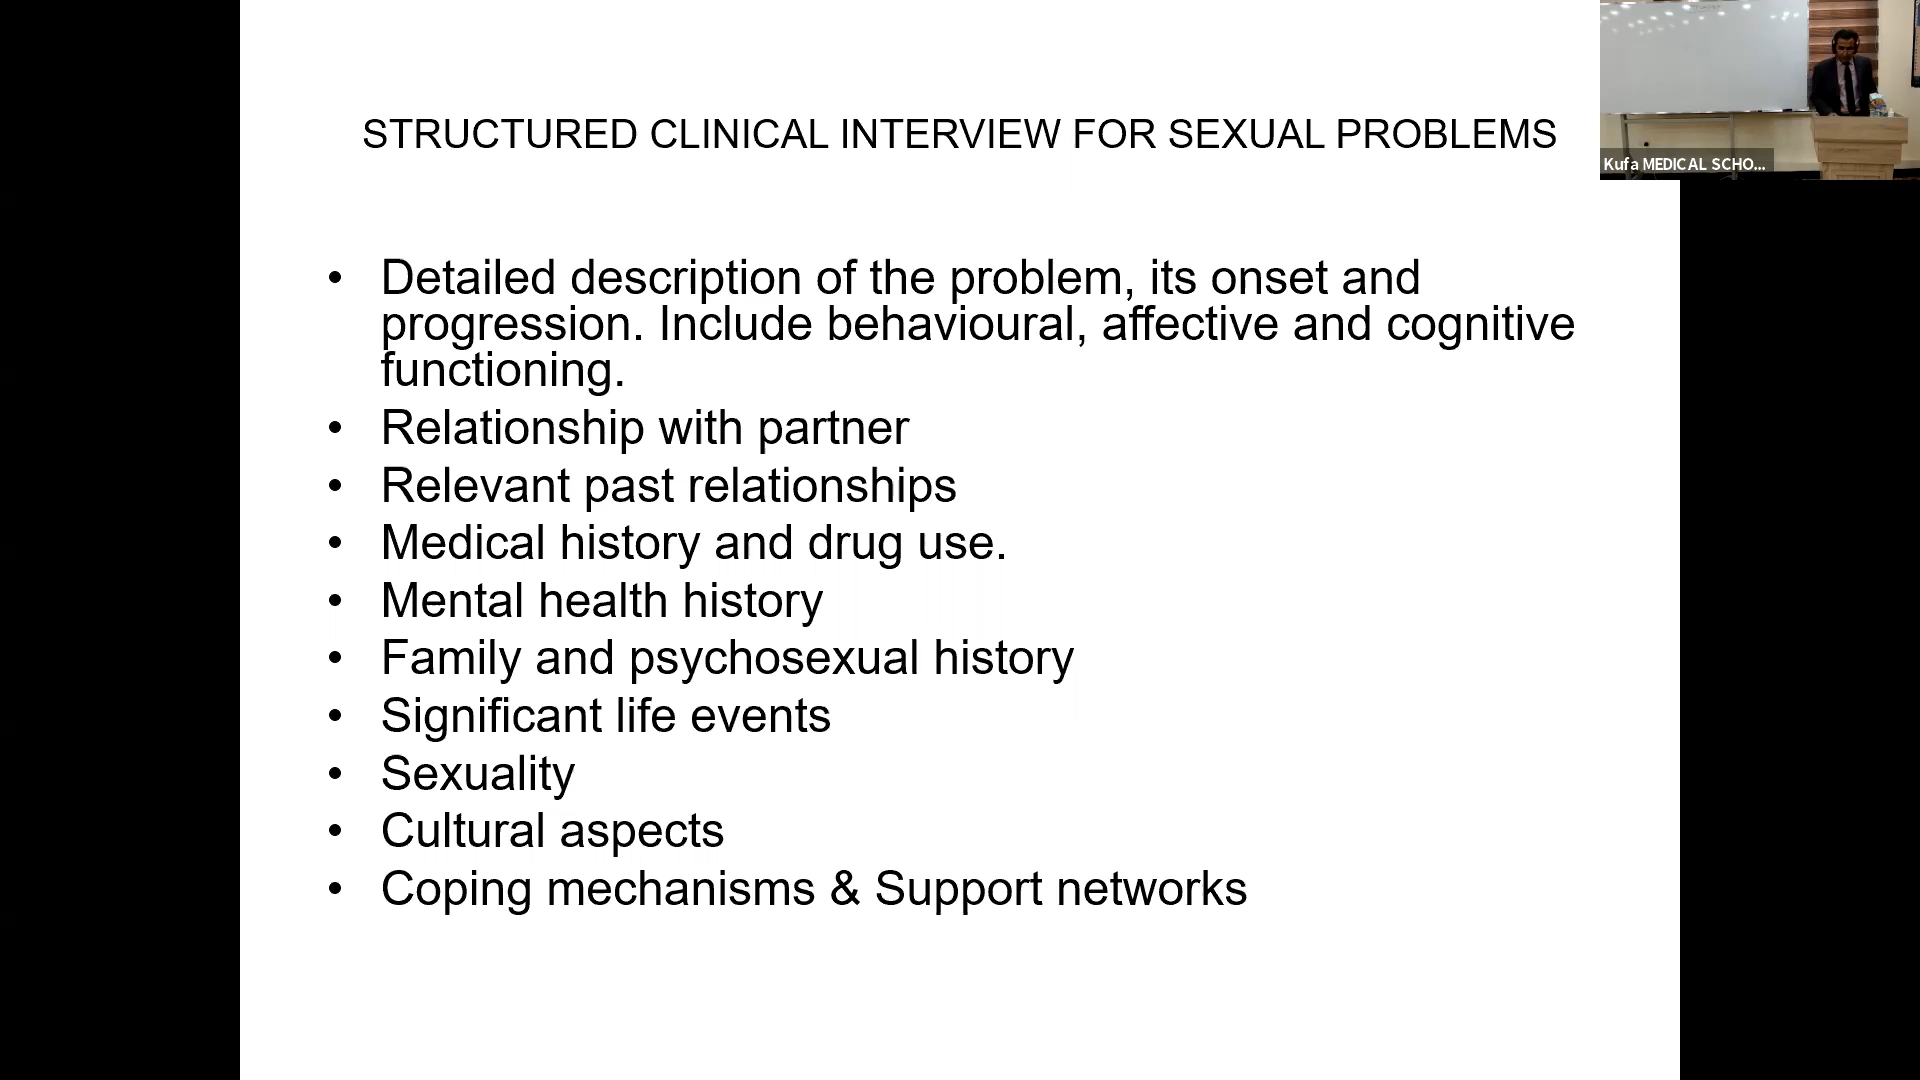 STRUCTURED CLINICAL INTERVIEW FOR SEXUAL PROBLEMS
Kufa MEDICAL SCHO...
• Detailed description of the problem, its onset and
progression. Include behavioural, affective and cognitive
functioning.
• Relationship with partner
• Relevant past relationships
• Medical history and drug use.
• Mental health history
• Family and psychosexual history
• Significant life events
• Sexuality
• Cultural aspects
• Coping mechanisms & Support networks